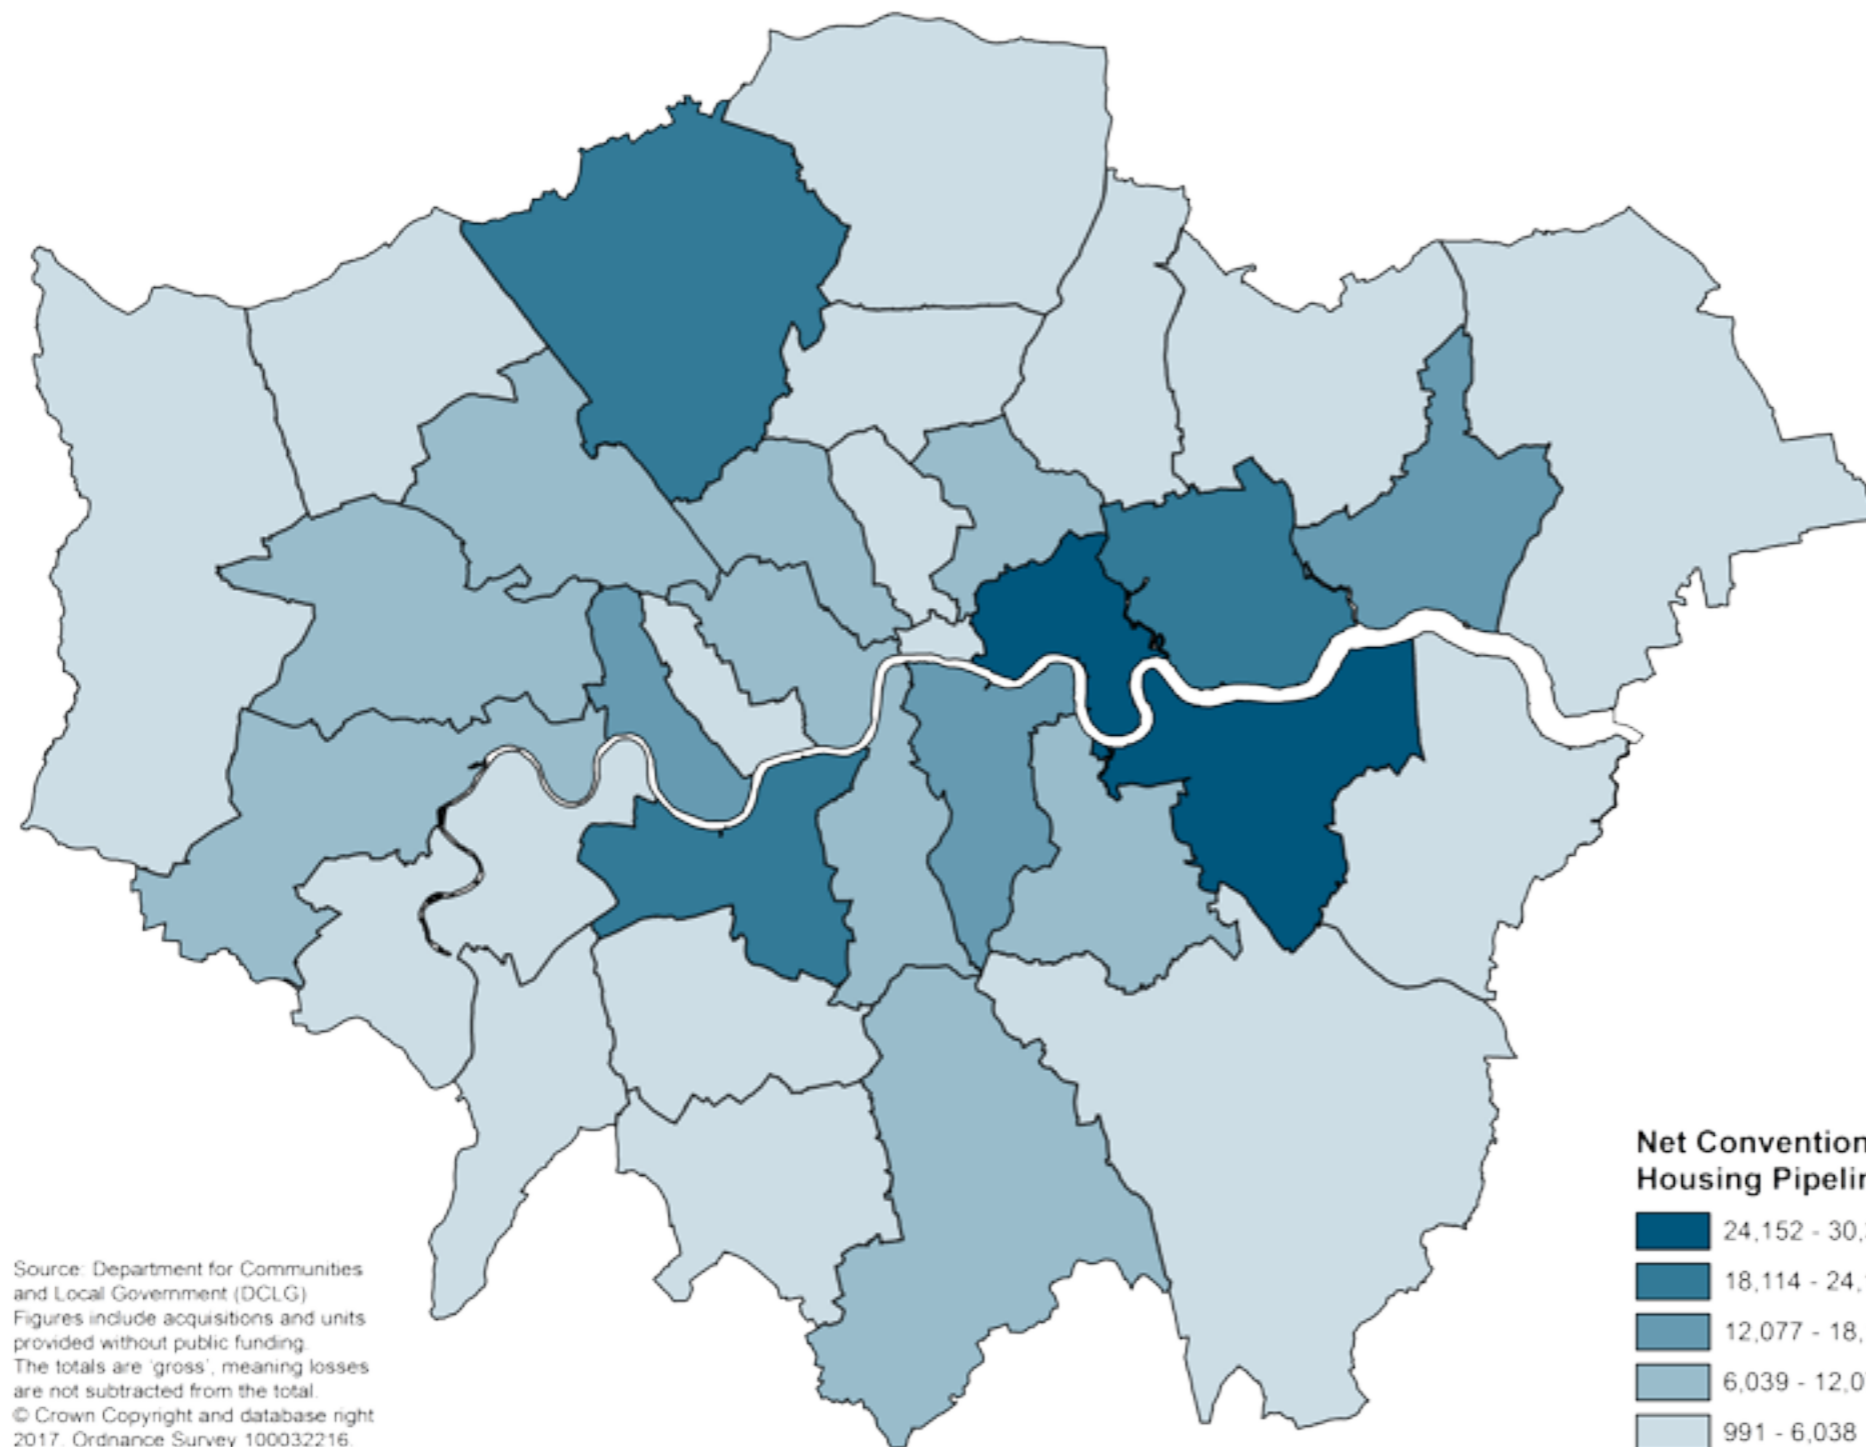 Net Convention
Housing Pipelin
24,152 - 30,
18,114 - 24,
12,077 - 18,
6,039 - 12,0
991 - 6,038
Source: Department for Communities
and Local Government (DCLG)
Figures include acquisitions and units
provided without public funding.
The totals are 'gross', meaning losses
are not subtracted from the total.
© Crown Copyright and database right
2017. Ordnance Survey 100032216.